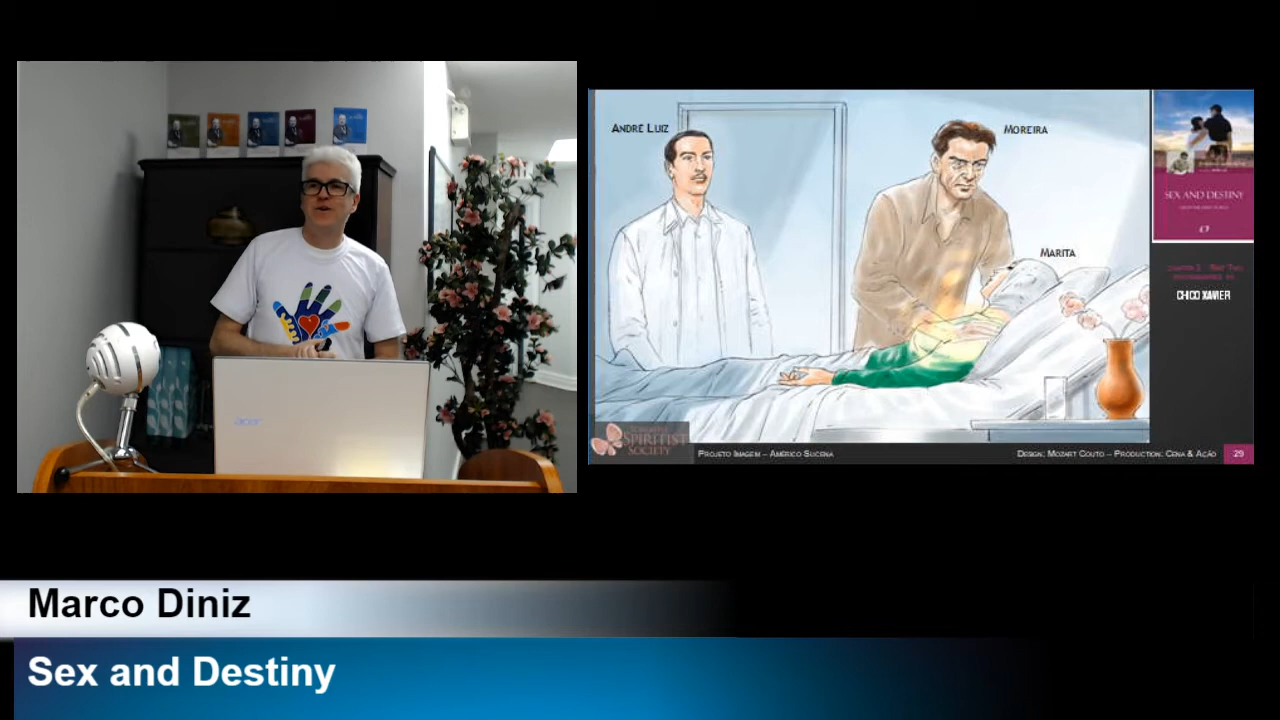 ANDRÉ LUIZ
MOREIRA
MARITA
SEX AND DESTINY
CHICO XAVIER
SPIRITIST
SOCIETY
PROJETO IMAGEM – AMÉRICO SUCENA
DESIGN: MOZART COUTO – PRODUCTION: CENA & AÇÃO
29
acer
Marco Diniz
Sex and Destiny